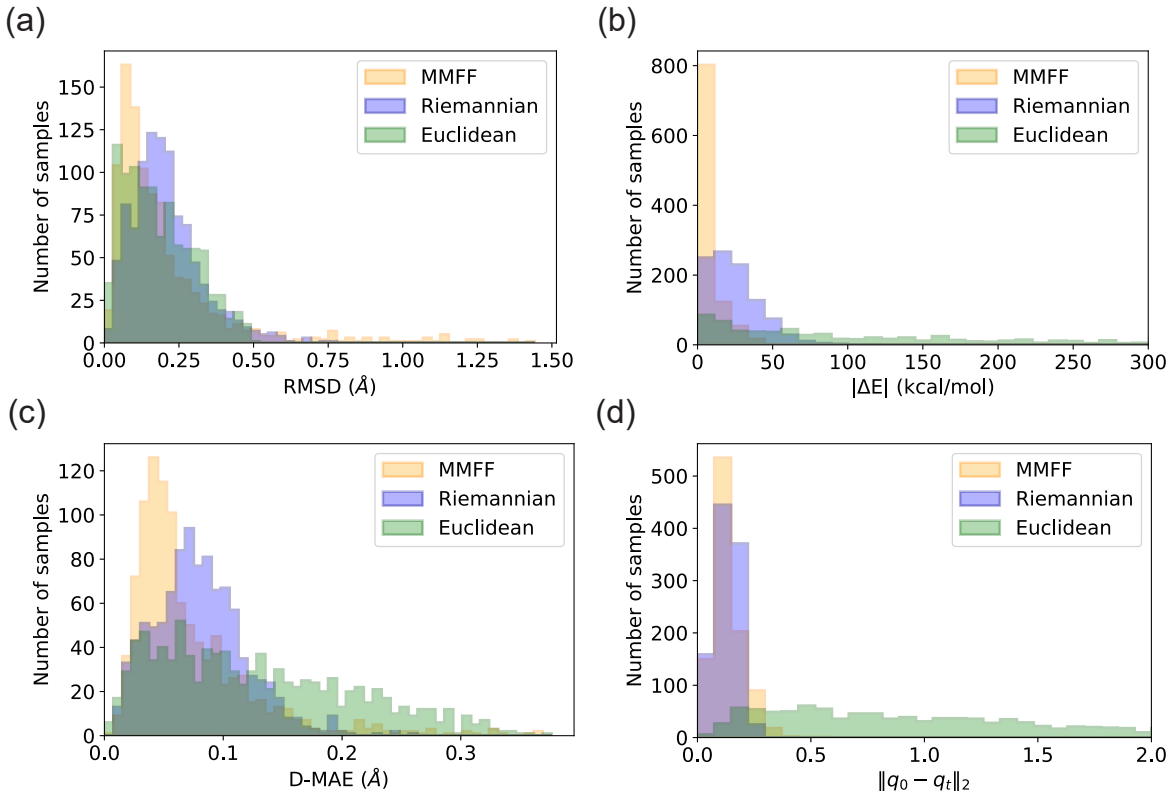 (a)
Number of samples
150
125
100
75
50
25
0
0.00 0.25 0.50 0.75 1.00 1.25 1.50
RMSD (Å)
MMFF
Riemannian
Euclidean
(b)
Number of samples
800
600
400
200
0
0 50 100 150 200 250 300
|ΔE| (kcal/mol)
MMFF
Riemannian
Euclidean
(c)
Number of samples
120
100
80
60
40
20
0
0.0 0.1 0.2 0.3
D-MAE (Å)
MMFF
Riemannian
Euclidean
(d)
Number of samples
500
400
300
200
100
0
0.0 0.5 1.0 1.5 2.0
‖q₀ − qₜ‖₂
MMFF
Riemannian
Euclidean